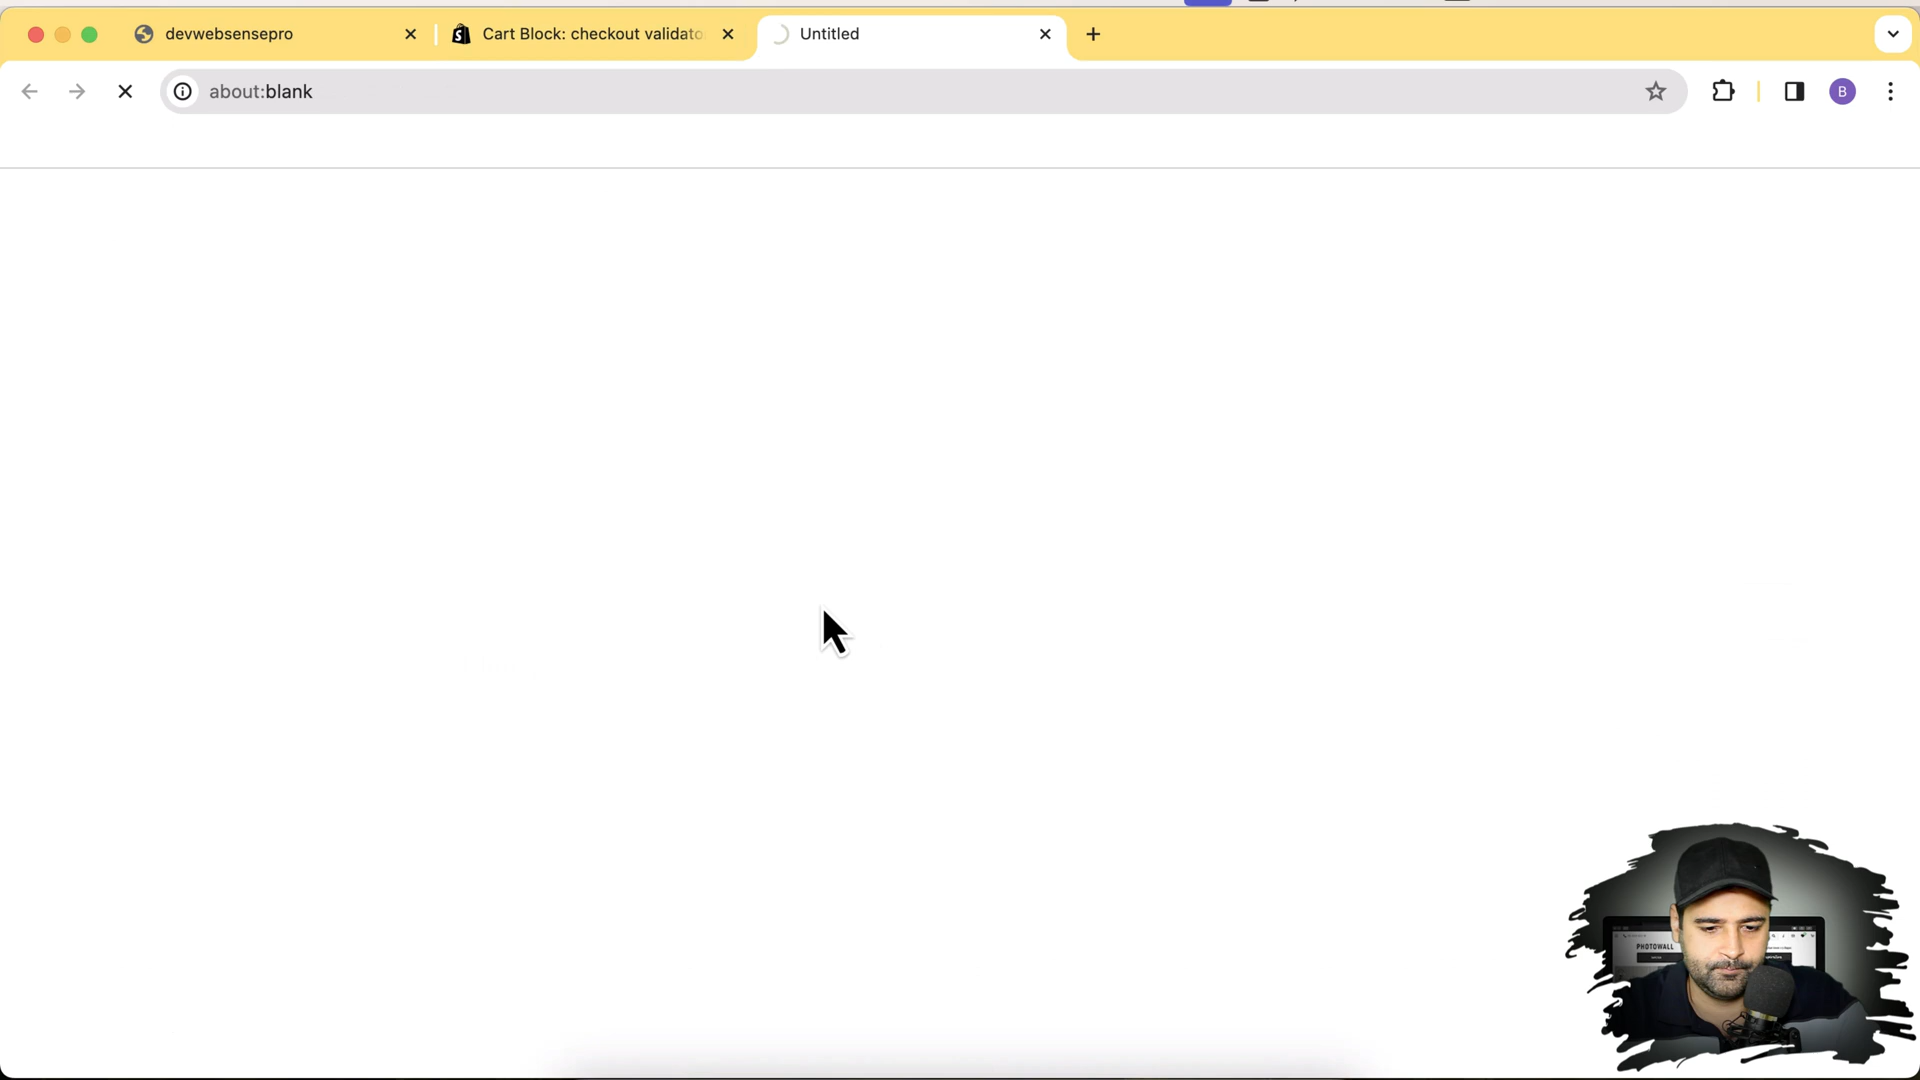 devwebsensepro
Cart Block: checkout validato
Untitled
about:blank
B
PHOTOWALL